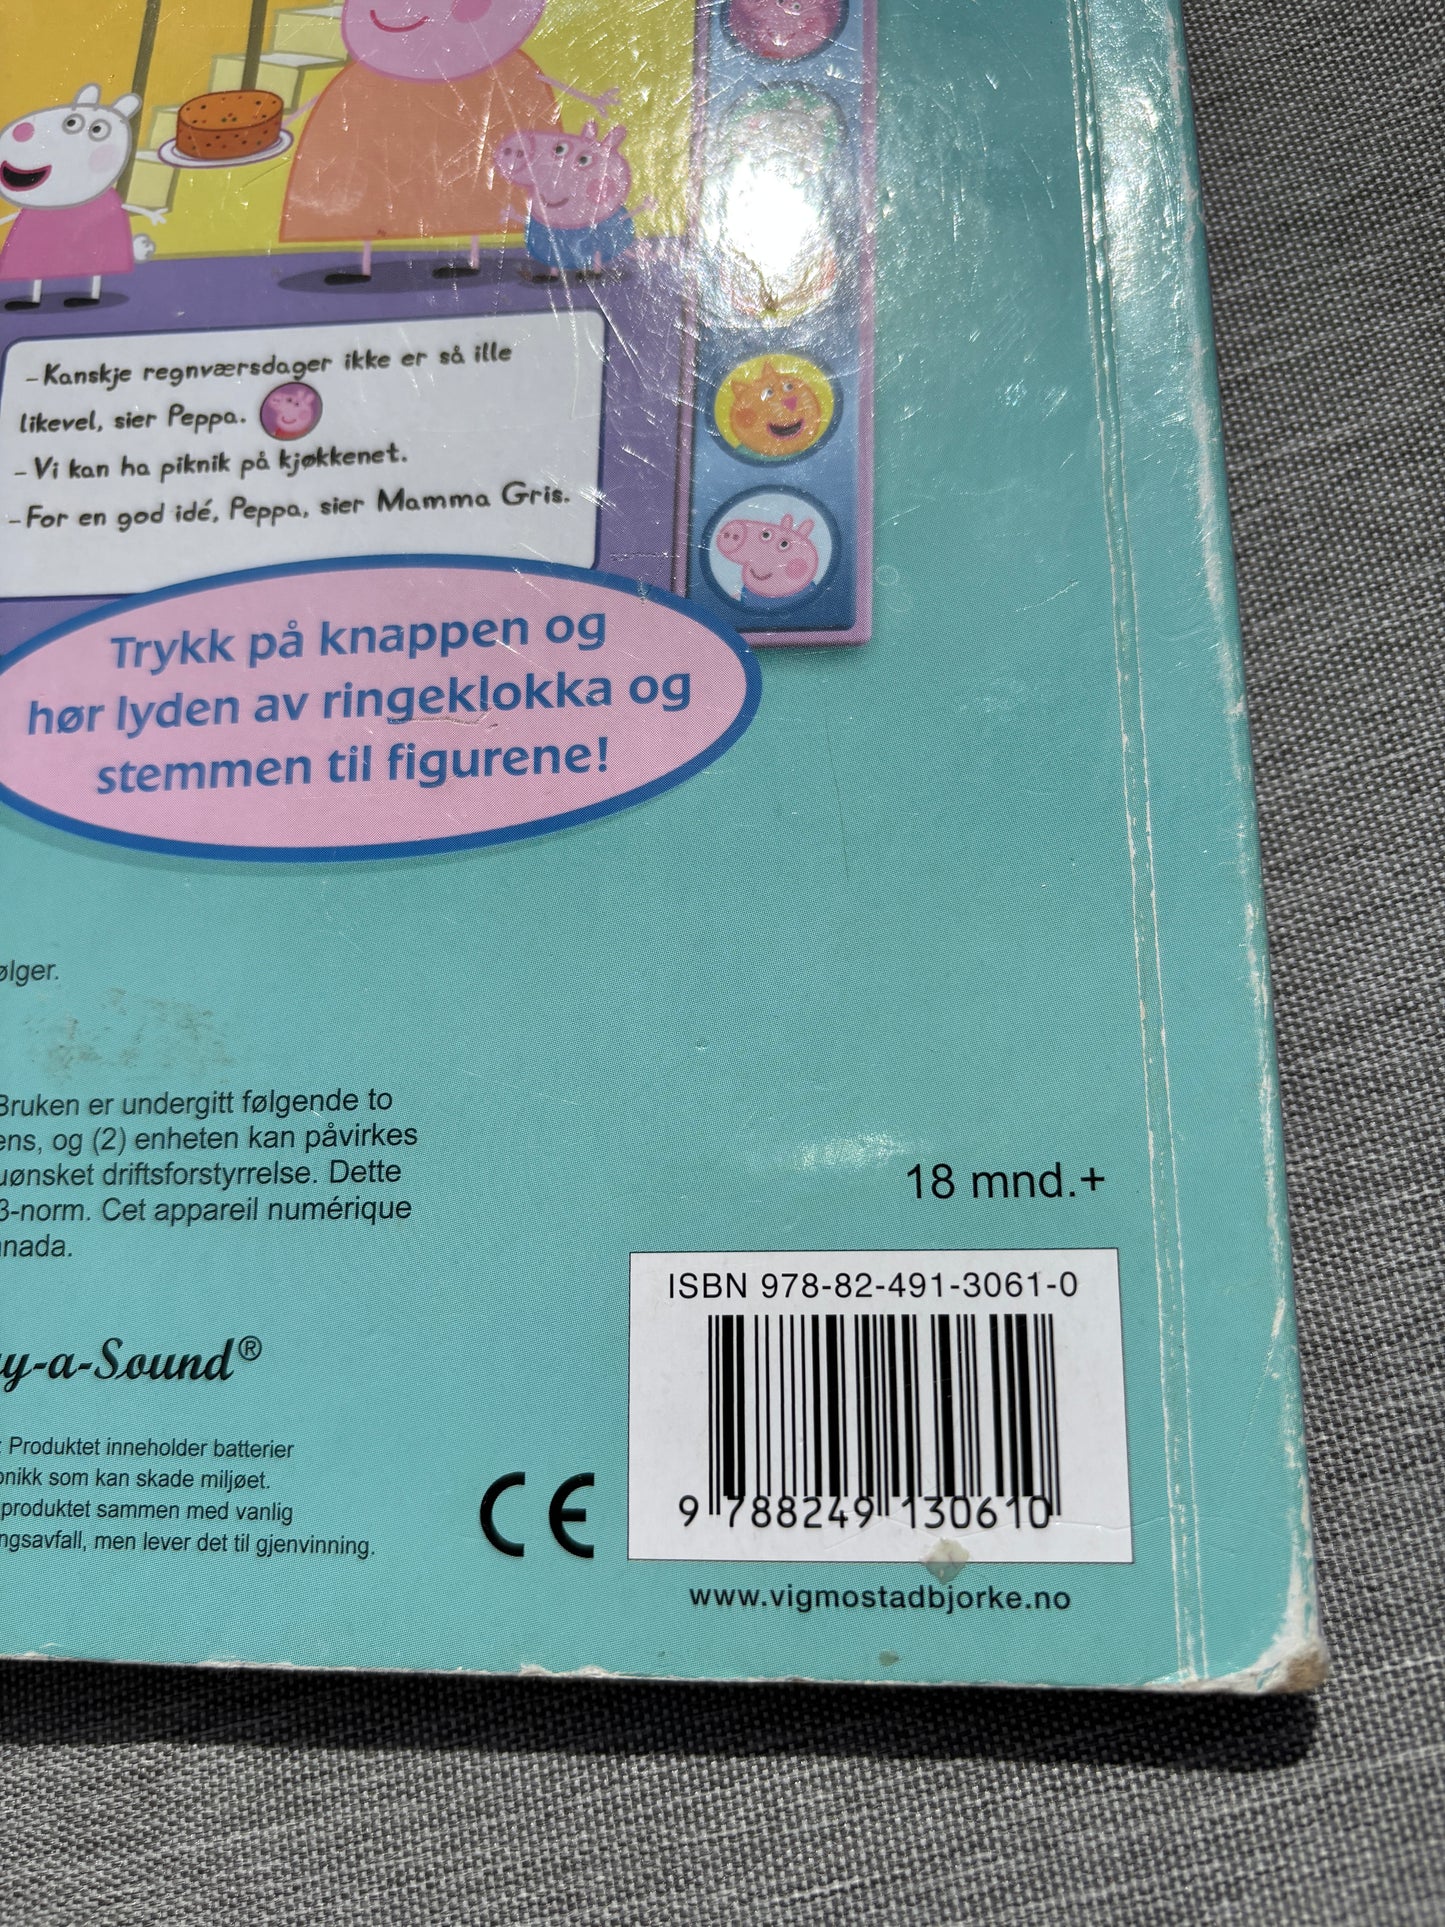 – Kanskje regnværsdager ikke er så ille
likevel, sier Peppa.
– Vi kan ha piknik på kjøkkenet.
– For en god idé, Peppa, sier Mamma Gris.
Trykk på knappen og
hør lyden av ringeklokka og
stemmen til figurene!
ølger.
Bruken er undergitt følgende to
ens, og (2) enheten kan påvirkes
uønsket driftsforstyrrelse. Dette
3-norm. Cet appareil numérique
nada.
18 mnd.+
ISBN 978-82-491-3061-0
9 788249 130610
y-a-Sound®
: Produktet inneholder batterier
onikk som kan skade miljøet.
produktet sammen med vanlig
ngsavfall, men lever det til gjenvinning.
CE
www.vigmostadbjorke.no